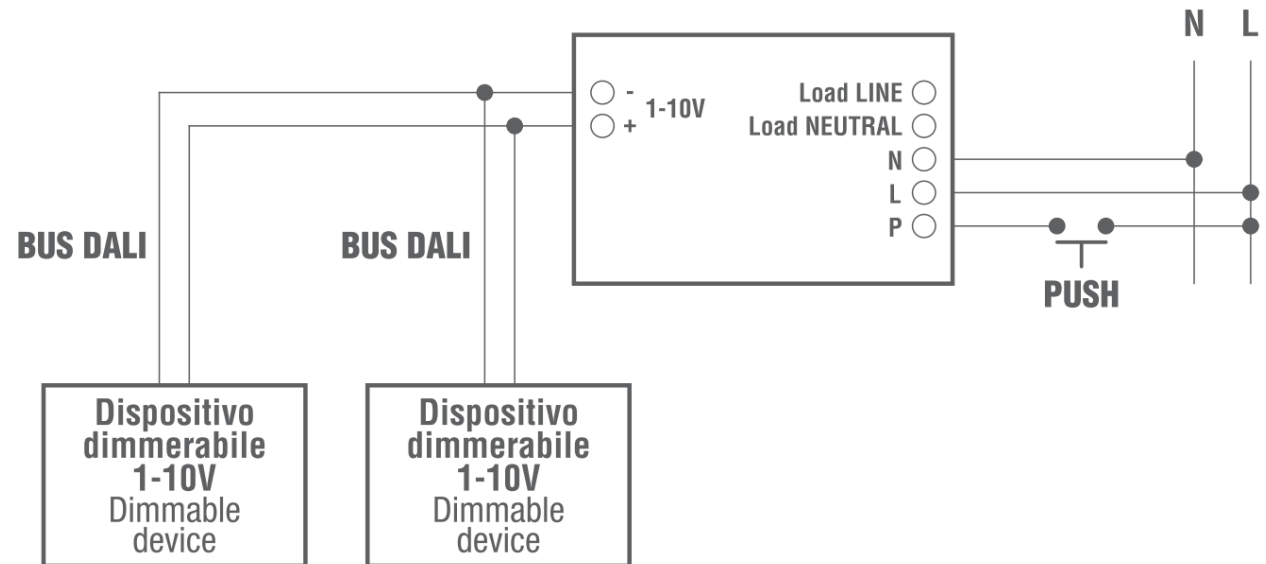 N L
- 1-10V
+
Load LINE
Load NEUTRAL
N
L
P
PUSH
BUS DALI
BUS DALI
Dispositivo
dimmerabile
1-10V
Dimmable
device
Dispositivo
dimmerabile
1-10V
Dimmable
device